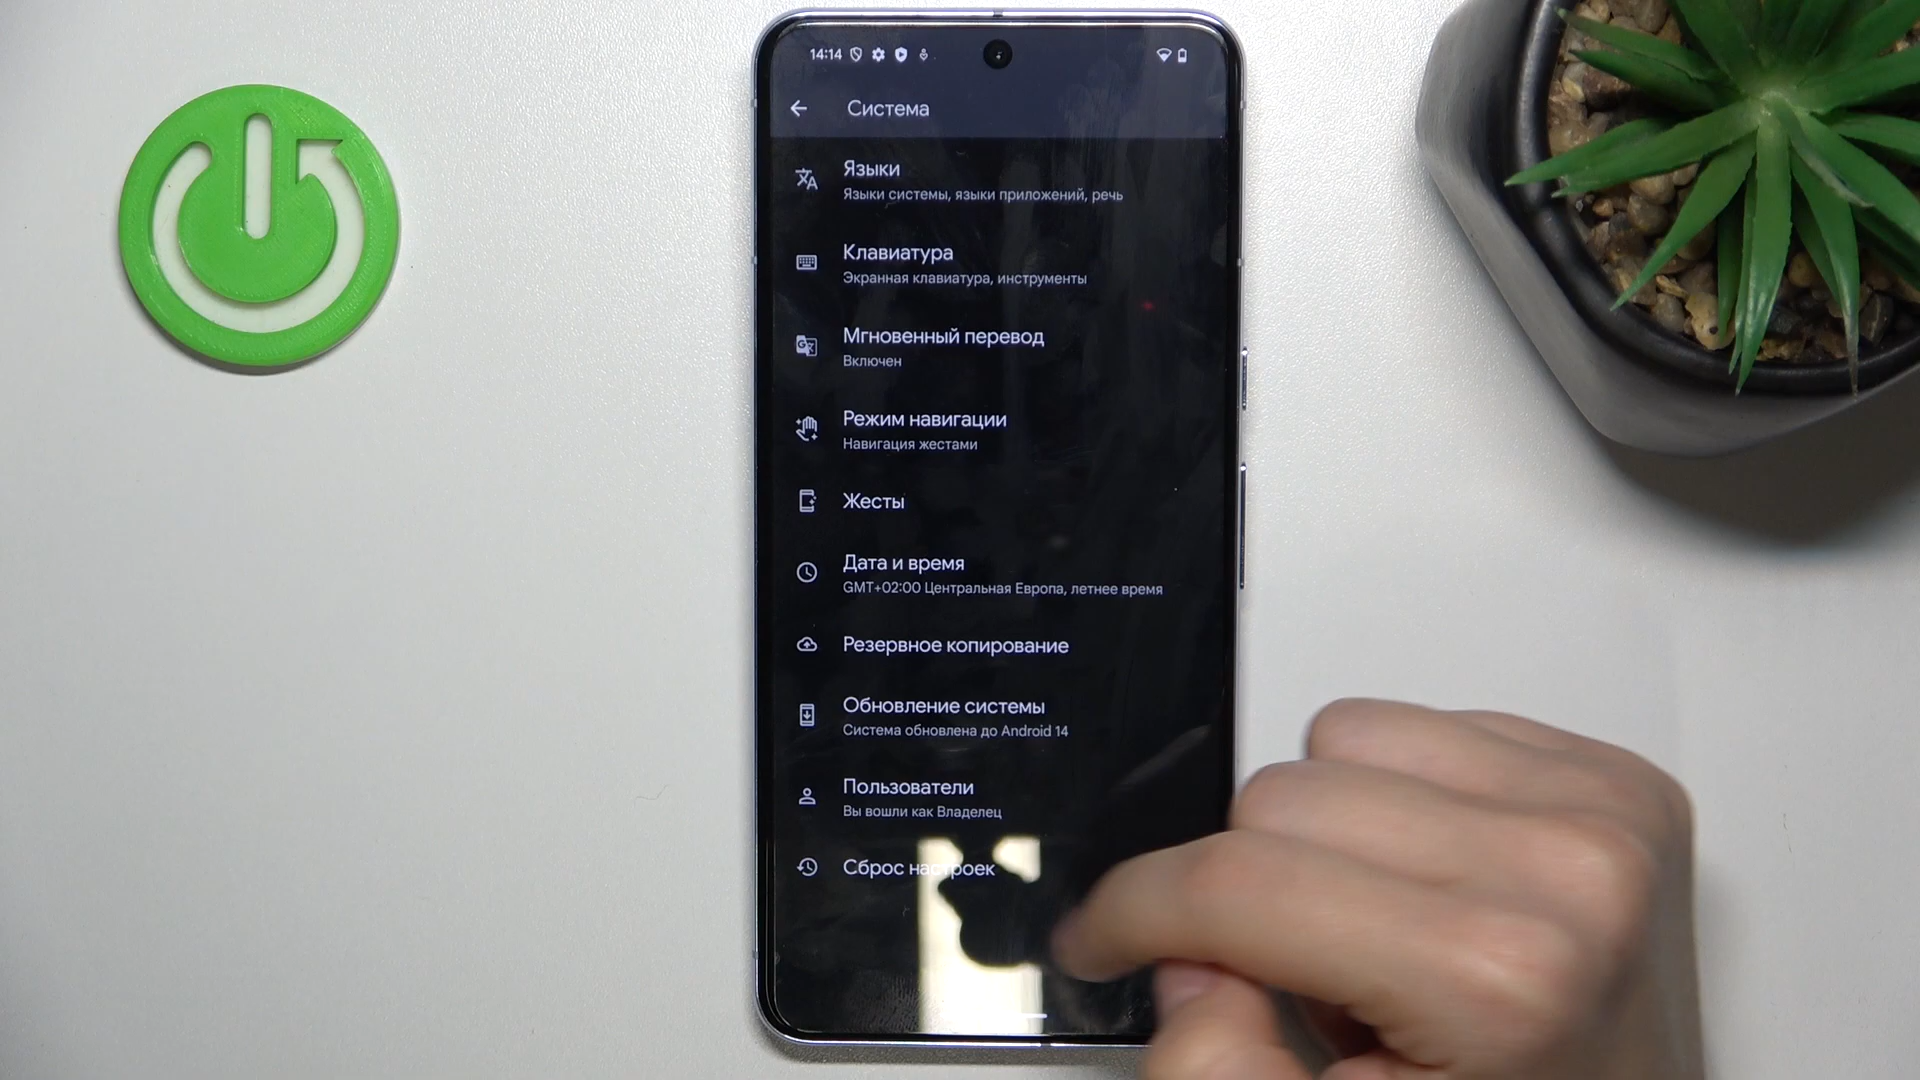 14:14
Система
Языки
Языки системы, языки приложений, речь
Клавиатура
Экранная клавиатура, инструменты
Мгновенный перевод
Включен
Режим навигации
Навигация жестами
Жесты
Дата и время
GMT+02:00 Центральная Европа, летнее время
Резервное копирование
Обновление системы
Система обновлена до Android 14
Пользователи
Вы вошли как Владелец
Сброс настроек